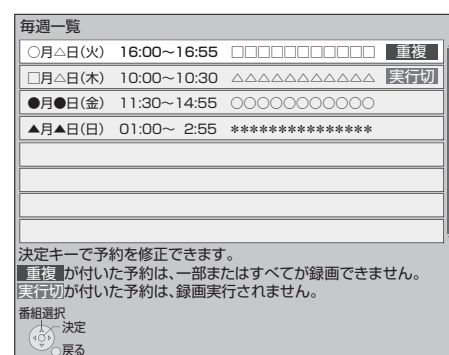 毎週一覧
○月△日(火) 16:00~16:55 □□□□□□□□□□□ 重複
□月△日(木) 10:00~10:30 △△△△△△△△△△△ 実行切
●月●日(金) 11:30~14:55 ○○○○○○○○○○○
▲月▲日(日) 01:00~ 2:55 ***************
決定キーで予約を修正できます。
重複 が付いた予約は、一部またはすべてが録画できません。
実行切が付いた予約は、録画実行されません。
番組選択
決定
戻る